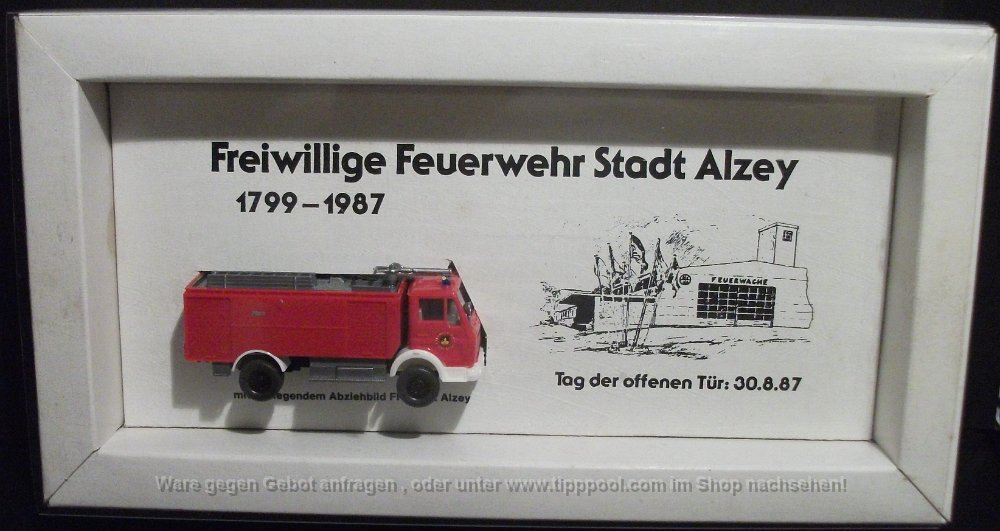 Freiwillige Feuerwehr Stadt Alzey
1799 – 1987
FEUERWACHE
Tag der offenen Tür: 30.8.87
Abziehbild
Alzey
Ware gegen Gebot anfragen , oder unter www.tipppool.com im Shop nachsehen!